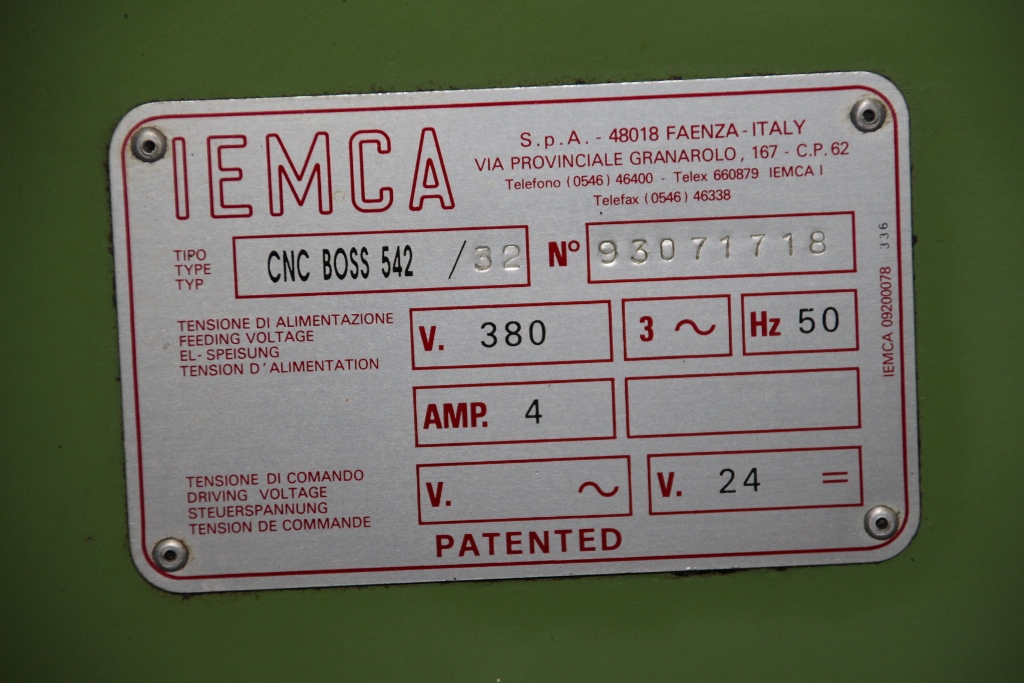 IEMCA
S.p.A. - 48018 FAENZA - ITALY
VIA PROVINCIALE GRANAROLO, 167 - C.P. 62
Telefono (0546) 46400 - Telex 660879 IEMCA I
Telefax (0546) 46338
TIPO
TYPE
TYP
CNC BOSS 542 /32
N° 93071718
TENSIONE DI ALIMENTAZIONE
FEEDING VOLTAGE
EL- SPEISUNG
TENSION D'ALIMENTATION
V. 380
3 ~
Hz 50
AMP. 4
TENSIONE DI COMANDO
DRIVING VOLTAGE
STEUERSPANNUNG
TENSION DE COMMANDE
V. ~
V. 24 =
PATENTED
IEMCA 09200078 336